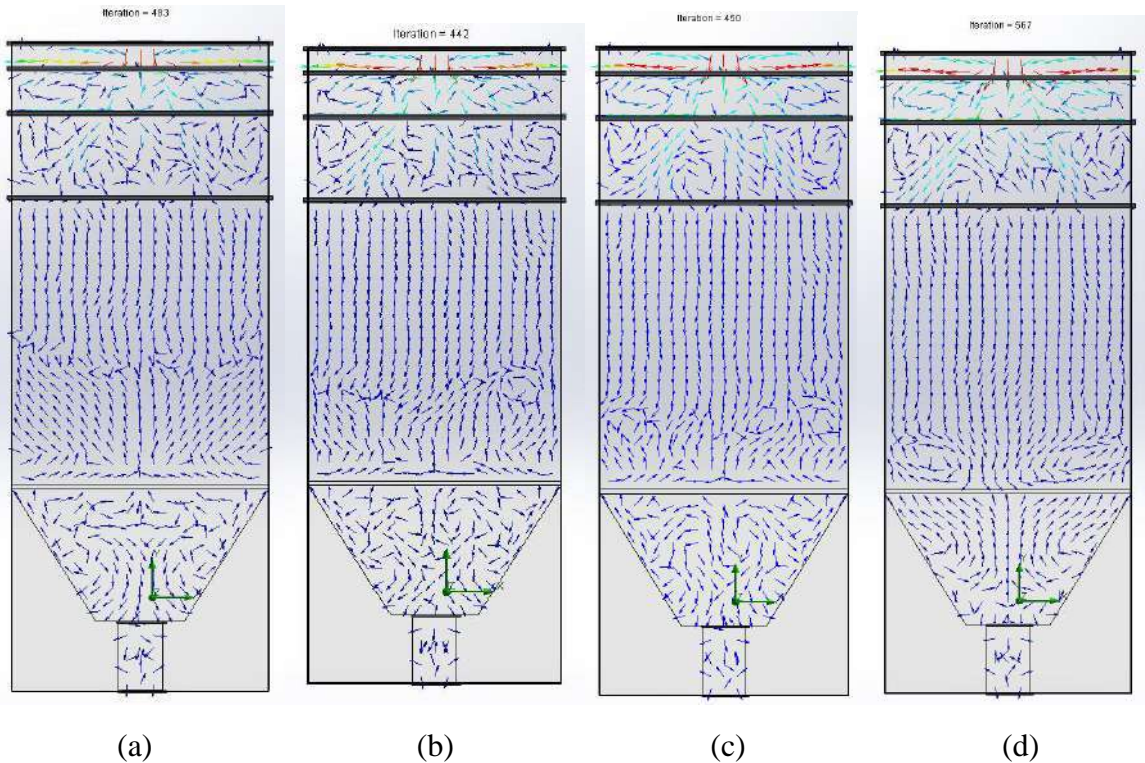 Iteration = 483
Iteration = 442
Iteration = 450
Iteration = 567
(a)
(b)
(c)
(d)